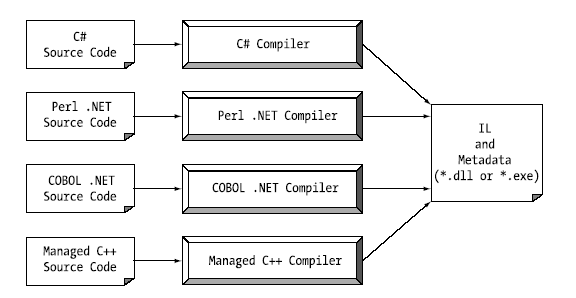 C#
Source Code
C# Compiler
Perl .NET
Source Code
Perl .NET Compiler
COBOL .NET
Source Code
COBOL .NET Compiler
Managed C++
Source Code
Managed C++ Compiler
IL
and
Metadata
(*.dll or *.exe)